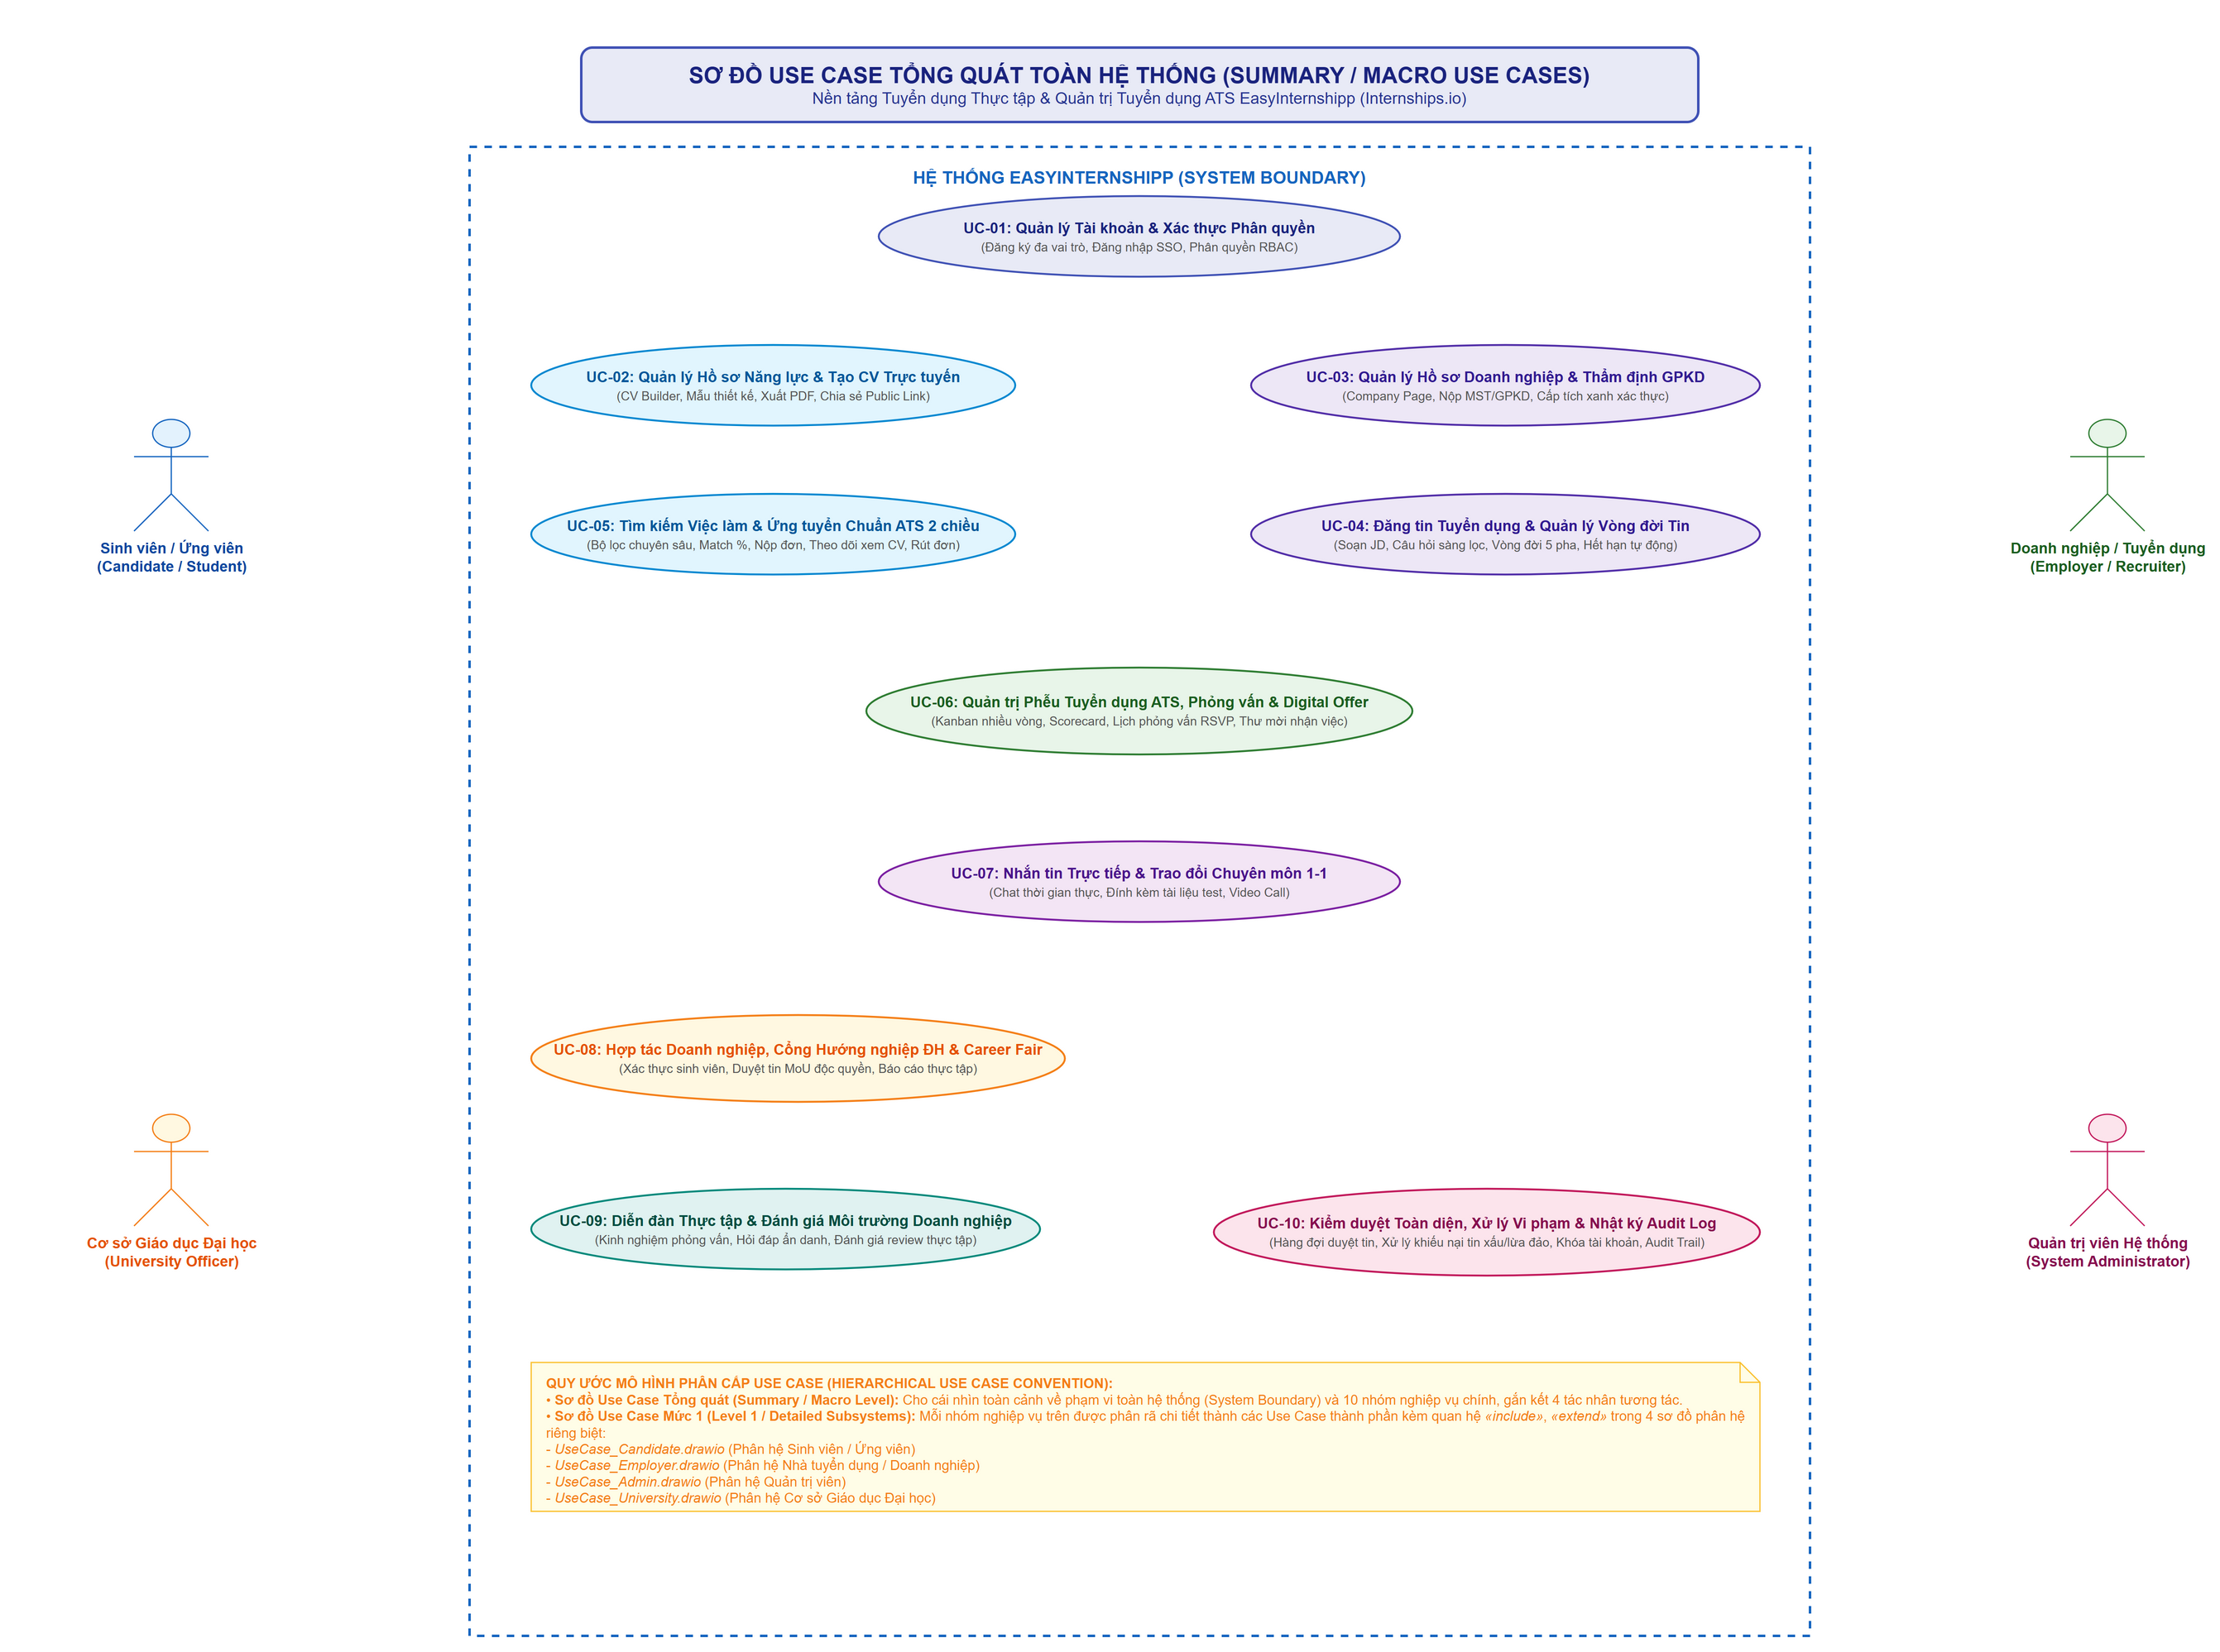 SƠ ĐỒ USE CASE TỔNG QUÁT TOÀN HỆ THỐNG (SUMMARY / MACRO USE CASES)
Nền tảng Tuyển dụng Thực tập & Quản trị Tuyển dụng ATS EasyInternshipp (Internships.io)
HỆ THỐNG EASYINTERNSHIPP (SYSTEM BOUNDARY)
UC-01: Quản lý Tài khoản & Xác thực Phân quyền
(Đăng ký đa vai trò, Đăng nhập SSO, Phân quyền RBAC)
UC-02: Quản lý Hồ sơ Năng lực & Tạo CV Trực tuyến
(CV Builder, Mẫu thiết kế, Xuất PDF, Chia sẻ Public Link)
UC-03: Quản lý Hồ sơ Doanh nghiệp & Thẩm định GPKD
(Company Page, Nộp MST/GPKD, Cấp tích xanh xác thực)
Sinh viên / Ứng viên
(Candidate / Student)
UC-05: Tìm kiếm Việc làm & Ứng tuyển Chuẩn ATS 2 chiều
(Bộ lọc chuyên sâu, Match %, Nộp đơn, Theo dõi xem CV, Rút đơn)
UC-04: Đăng tin Tuyển dụng & Quản lý Vòng đời Tin
(Soạn JD, Câu hỏi sàng lọc, Vòng đời 5 pha, Hết hạn tự động)
Doanh nghiệp / Tuyển dụng
(Employer / Recruiter)
UC-06: Quản trị Phễu Tuyển dụng ATS, Phỏng vấn & Digital Offer
(Kanban nhiều vòng, Scorecard, Lịch phỏng vấn RSVP, Thư mời nhận việc)
UC-07: Nhắn tin Trực tiếp & Trao đổi Chuyên môn 1-1
(Chat thời gian thực, Đính kèm tài liệu test, Video Call)
UC-08: Hợp tác Doanh nghiệp, Cổng Hướng nghiệp ĐH & Career Fair
(Xác thực sinh viên, Duyệt tin MoU độc quyền, Báo cáo thực tập)
Cơ sở Giáo dục Đại học
(University Officer)
UC-09: Diễn đàn Thực tập & Đánh giá Môi trường Doanh nghiệp
(Kinh nghiệm phỏng vấn, Hỏi đáp ẩn danh, Đánh giá review thực tập)
UC-10: Kiểm duyệt Toàn diện, Xử lý Vi phạm & Nhật ký Audit Log
(Hàng đợi duyệt tin, Xử lý khiếu nại tin xấu/lừa đảo, Khóa tài khoản, Audit Trail)
Quản trị viên Hệ thống
(System Administrator)
QUY ƯỚC MÔ HÌNH PHÂN CẤP USE CASE (HIERARCHICAL USE CASE CONVENTION):
• Sơ đồ Use Case Tổng quát (Summary / Macro Level): Cho cái nhìn toàn cảnh về phạm vi toàn hệ thống (System Boundary) và 10 nhóm nghiệp vụ chính, gắn kết 4 tác nhân tương tác.
• Sơ đồ Use Case Mức 1 (Level 1 / Detailed Subsystems): Mỗi nhóm nghiệp vụ trên được phân rã chi tiết thành các Use Case thành phần kèm quan hệ «include», «extend» trong 4 sơ đồ phân hệ
riêng biệt:
- UseCase_Candidate.drawio (Phân hệ Sinh viên / Ứng viên)
- UseCase_Employer.drawio (Phân hệ Nhà tuyển dụng / Doanh nghiệp)
- UseCase_Admin.drawio (Phân hệ Quản trị viên)
- UseCase_University.drawio (Phân hệ Cơ sở Giáo dục Đại học)